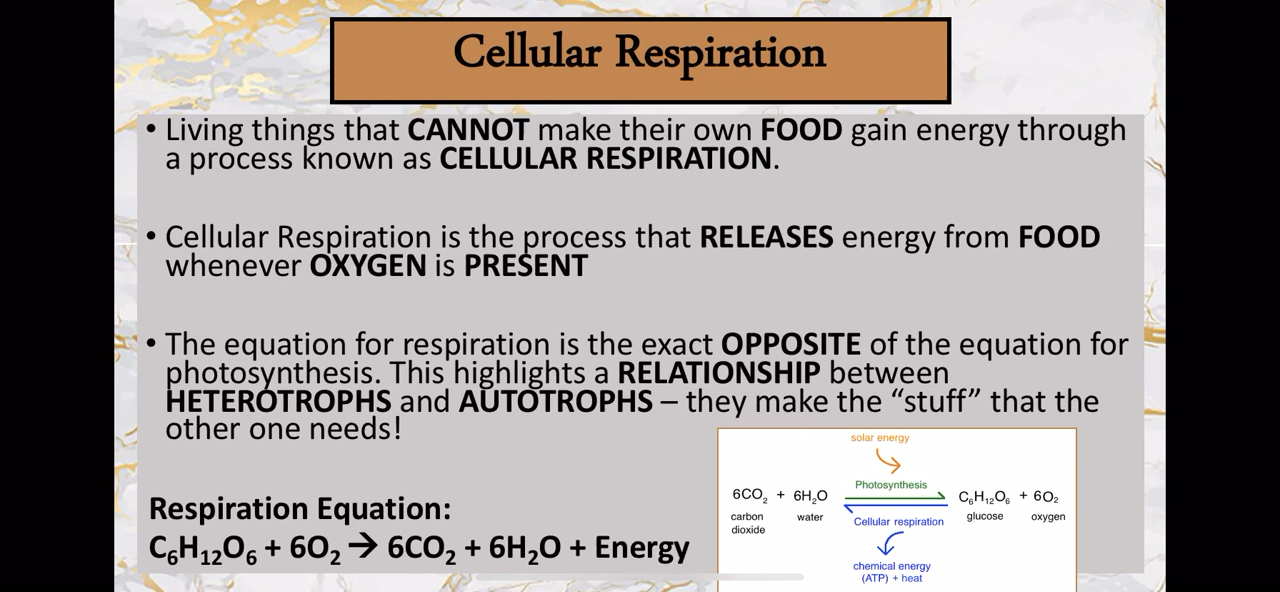 Cellular Respiration
• Living things that CANNOT make their own FOOD gain energy through
a process known as CELLULAR RESPIRATION.
• Cellular Respiration is the process that RELEASES energy from FOOD
whenever OXYGEN is PRESENT
• The equation for respiration is the exact OPPOSITE of the equation for
photosynthesis. This highlights a RELATIONSHIP between
HETEROTROPHS and AUTOTROPHS – they make the “stuff” that the
other one needs!
Respiration Equation:
C₆H₁₂O₆ + 6O₂ → 6CO₂ + 6H₂O + Energy
solar energy
Photosynthesis
6CO₂ + 6H₂O C₆H₁₂O₆ + 6O₂
carbon dioxide water glucose oxygen
Cellular respiration
chemical energy
(ATP) + heat